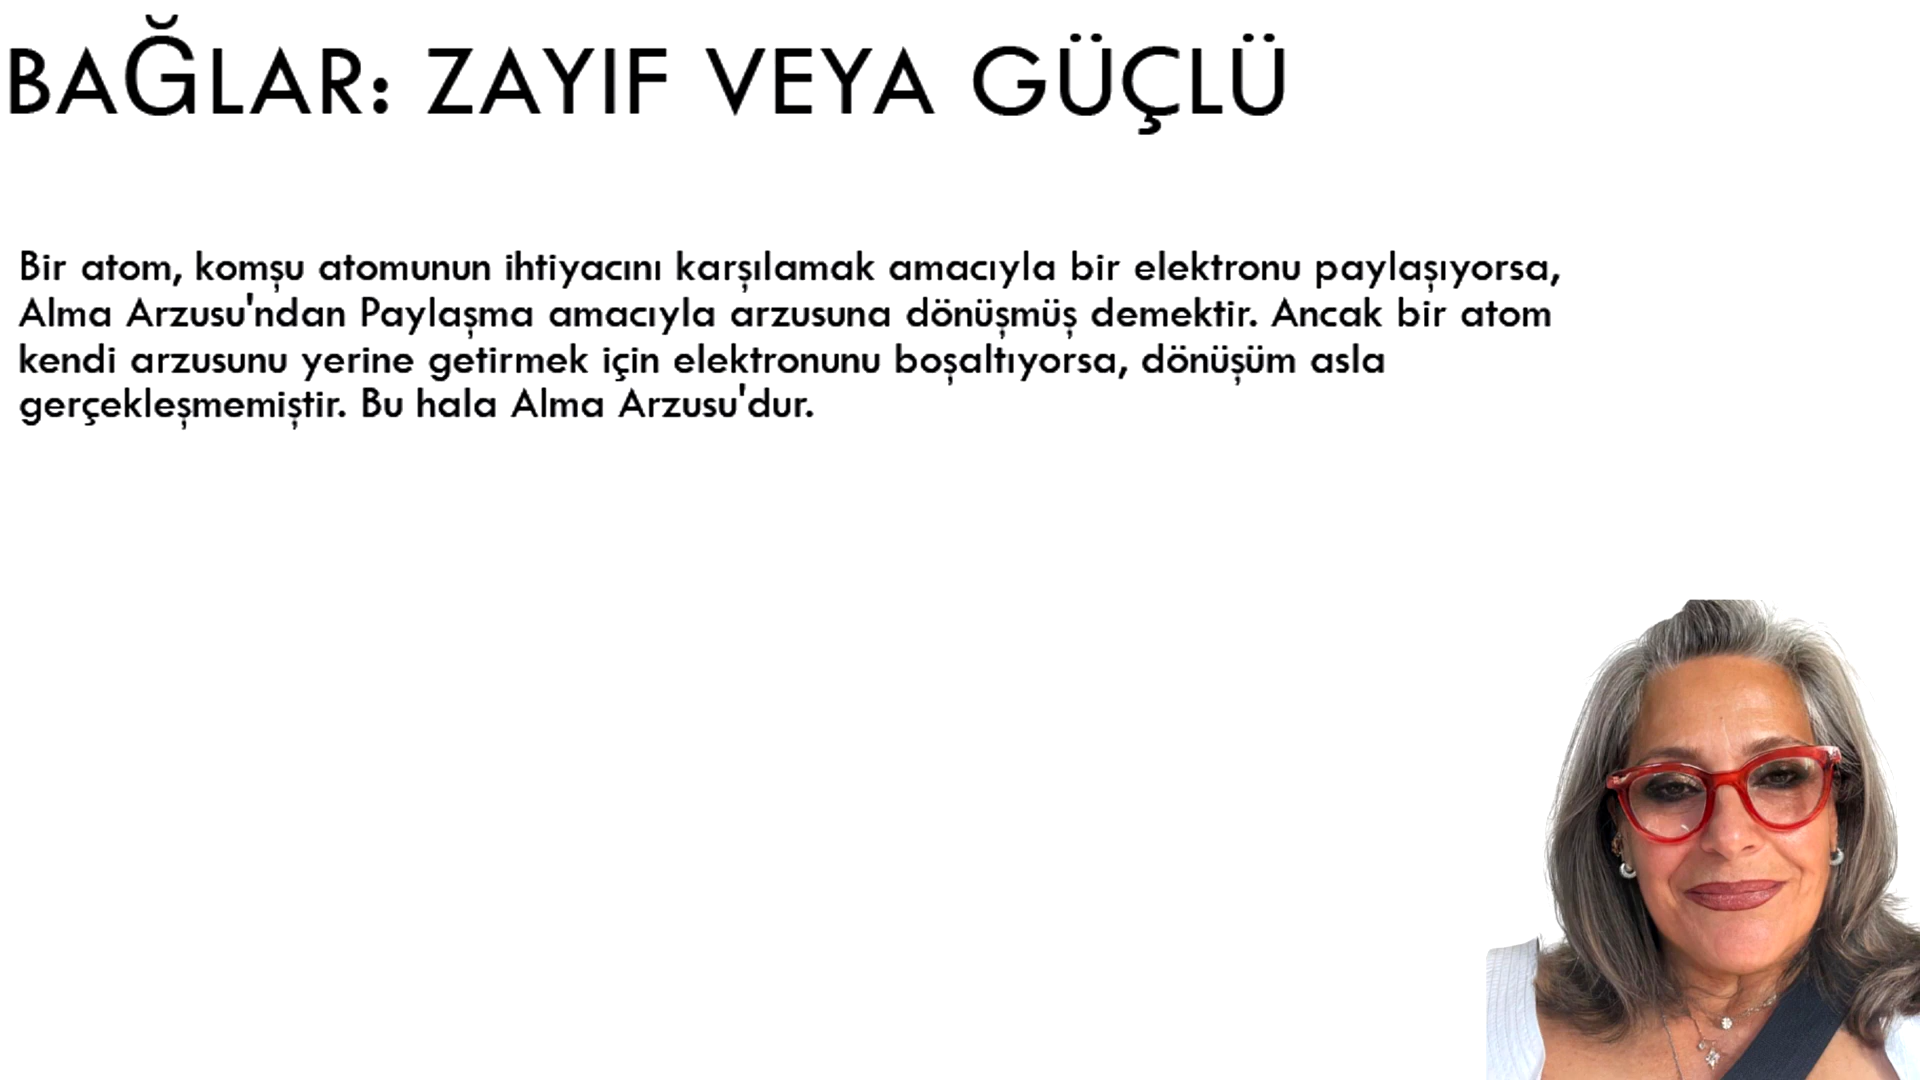 BAĞLAR: ZAYIF VEYA GÜÇLÜ
Bir atom, komşu atomunun ihtiyacını karşılamak amacıyla bir elektronu paylaşıyorsa,
Alma Arzusu'ndan Paylaşma amacıyla arzusuna dönüşmüş demektir. Ancak bir atom
kendi arzusunu yerine getirmek için elektronunu boşaltıyorsa, dönüşüm asla
gerçekleşmemiştir. Bu hala Alma Arzusu'dur.